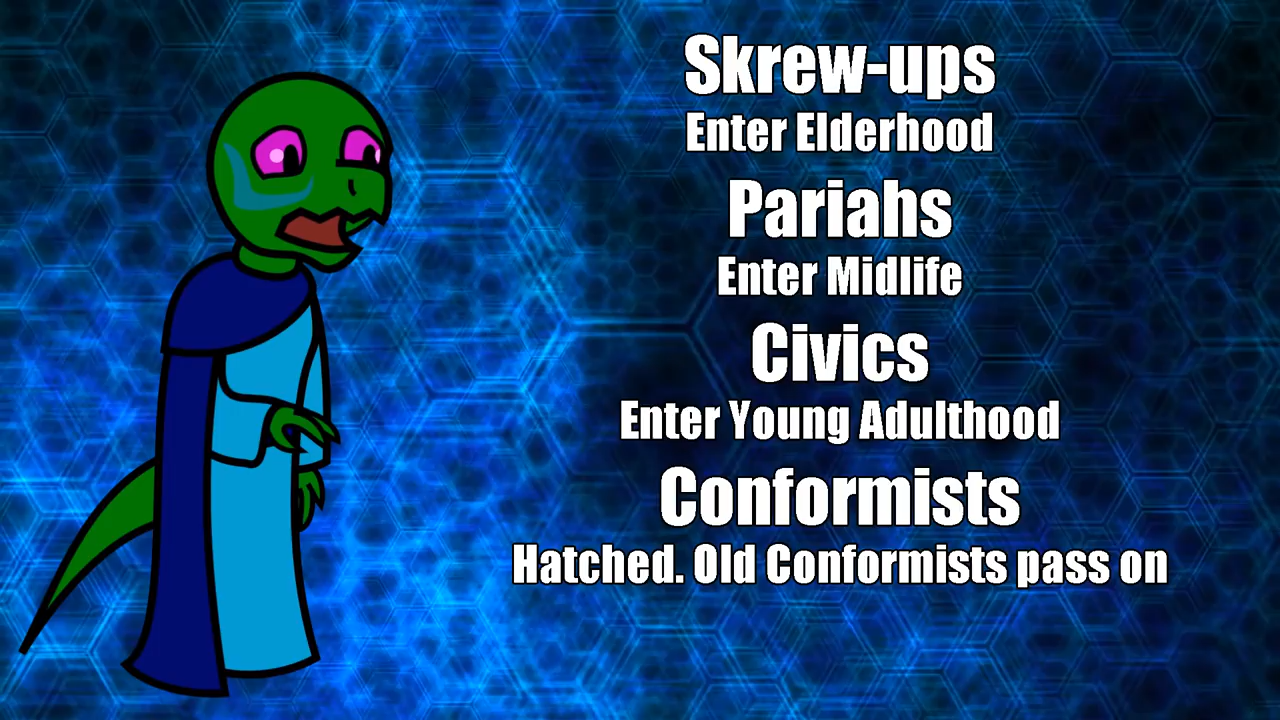 Skrew-ups
Enter Elderhood
Pariahs
Enter Midlife
Civics
Enter Young Adulthood
Conformists
Hatched. Old Conformists pass on